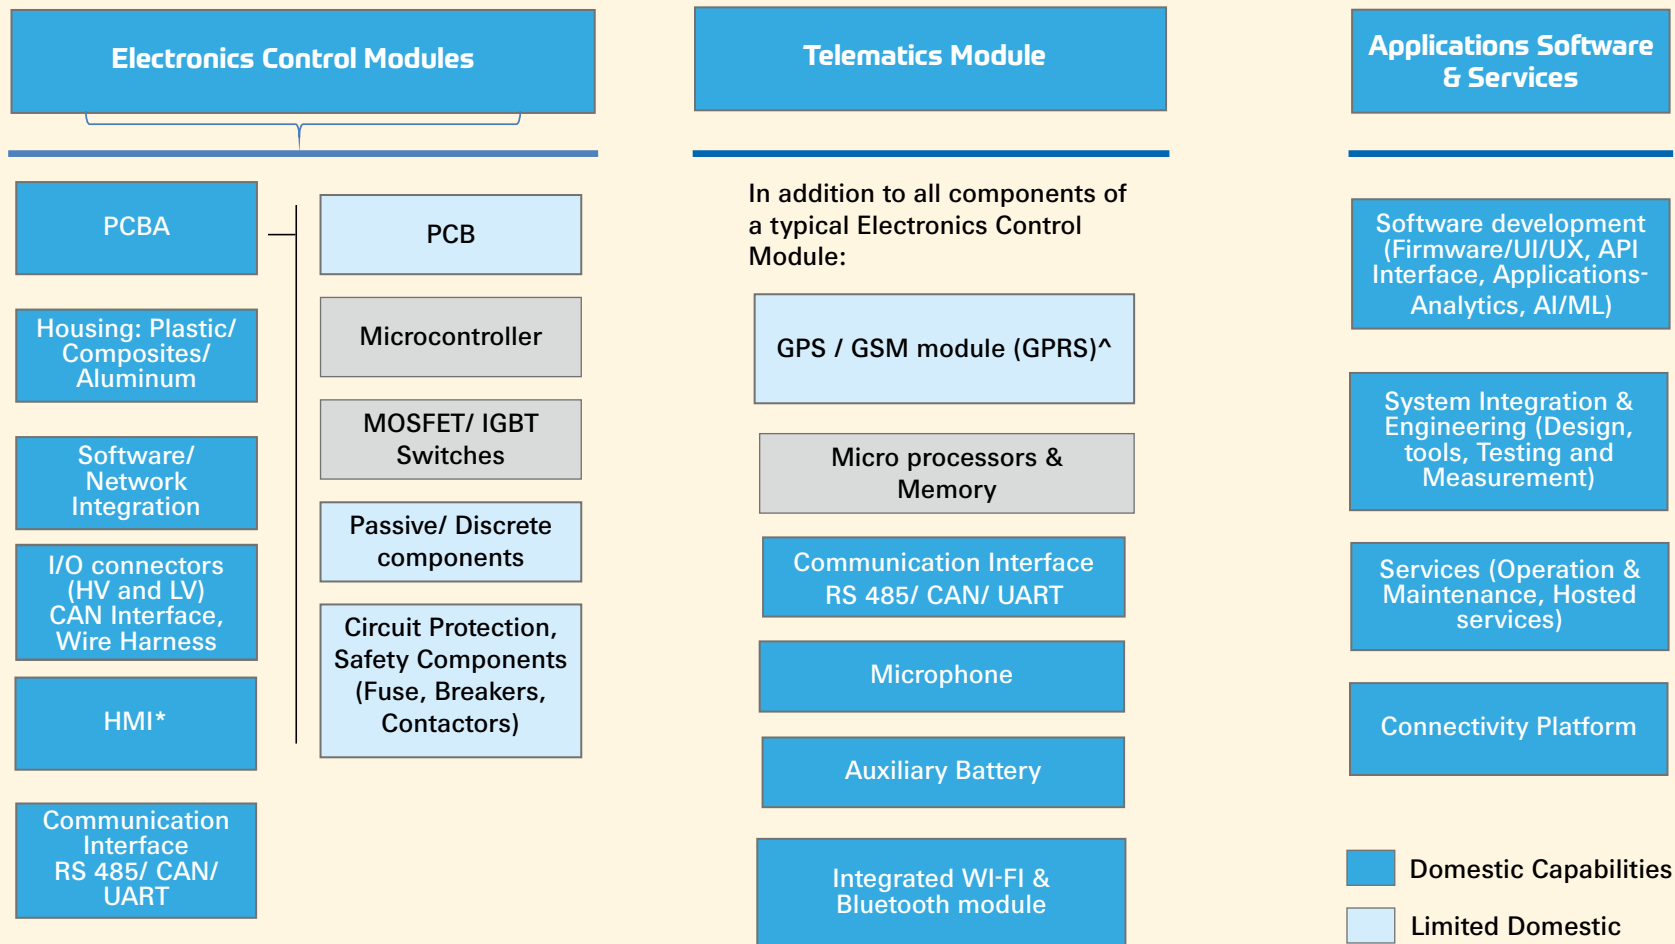 Electronics Control Modules
PCBA
Housing: Plastic/
Composites/
Aluminum
Software/
Network
Integration
I/O connectors
(HV and LV)
CAN Interface,
Wire Harness
HMI*
Communication
Interface
RS 485/ CAN/
UART
PCB
Microcontroller
MOSFET/ IGBT
Switches
Passive/ Discrete
components
Circuit Protection,
Safety Components
(Fuse, Breakers,
Contactors)
Telematics Module
In addition to all components of
a typical Electronics Control
Module:
GPS / GSM module (GPRS)^
Micro processors &
Memory
Communication Interface
RS 485/ CAN/ UART
Microphone
Auxiliary Battery
Integrated WI-FI &
Bluetooth module
Applications Software
& Services
Software development
(Firmware/UI/UX, API
Interface, Applications-
Analytics, AI/ML)
System Integration &
Engineering (Design,
tools, Testing and
Measurement)
Services (Operation &
Maintenance, Hosted
services)
Connectivity Platform
Domestic Capabilities
Limited Domestic